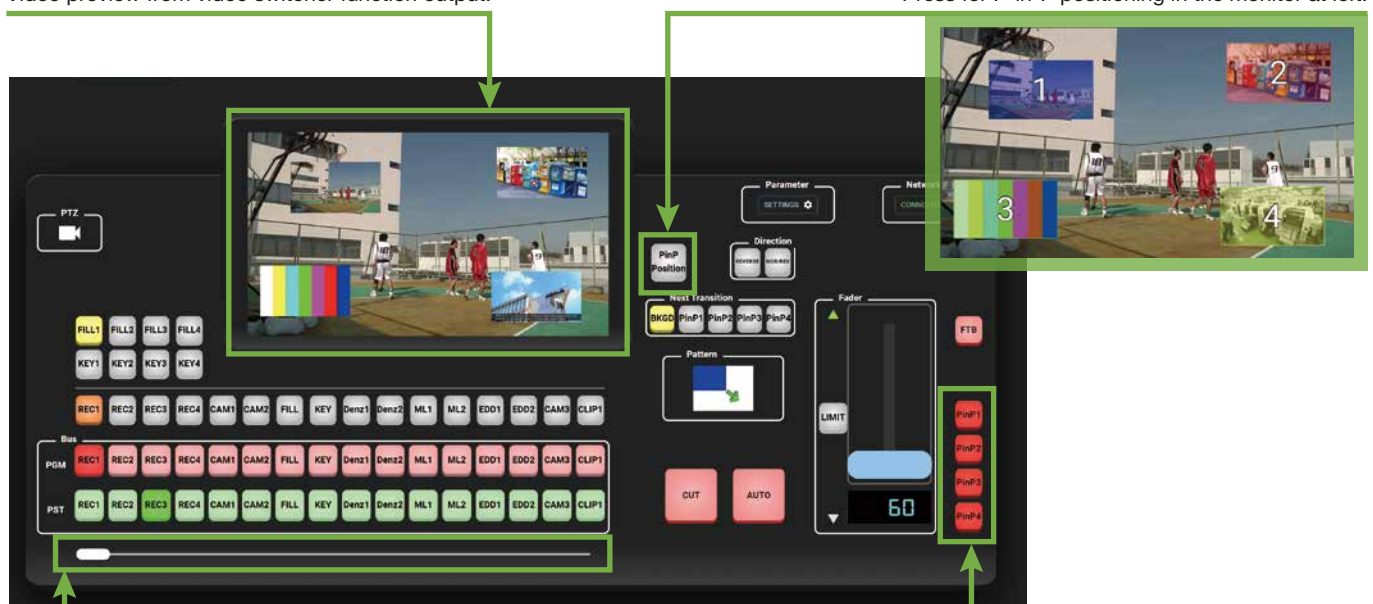 Video preview from video switcher function output.
Press for positioning in the monitor at left.
1
2
3
4
Parameter
SETTINGS
PTZ
PinP
Position
Direction
REVERSE NOR/REV
Next Transition
BKGD PinP1 PinP2 PinP3 PinP4
Fader
FTB
FILL1 FILL2 FILL3 FILL4
KEY1 KEY2 KEY3 KEY4
Pattern
REC1 REC2 REC3 REC4 CAM1 CAM2 FILL KEY Denz1 Denz2 ML1 ML2 EDD1 EDD2 CAM3 CLIP1
LIMIT
PinP1
PinP2
PinP3
PinP4
Bus
PGM REC1 REC2 REC3 REC4 CAM1 CAM2 FILL KEY Denz1 Denz2 ML1 ML2 EDD1 EDD2 CAM3 CLIP1
PST REC1 REC2 REC3 REC4 CAM1 CAM2 FILL KEY Denz1 Denz2 ML1 ML2 EDD1 EDD2 CAM3 CLIP1
CUT AUTO
60